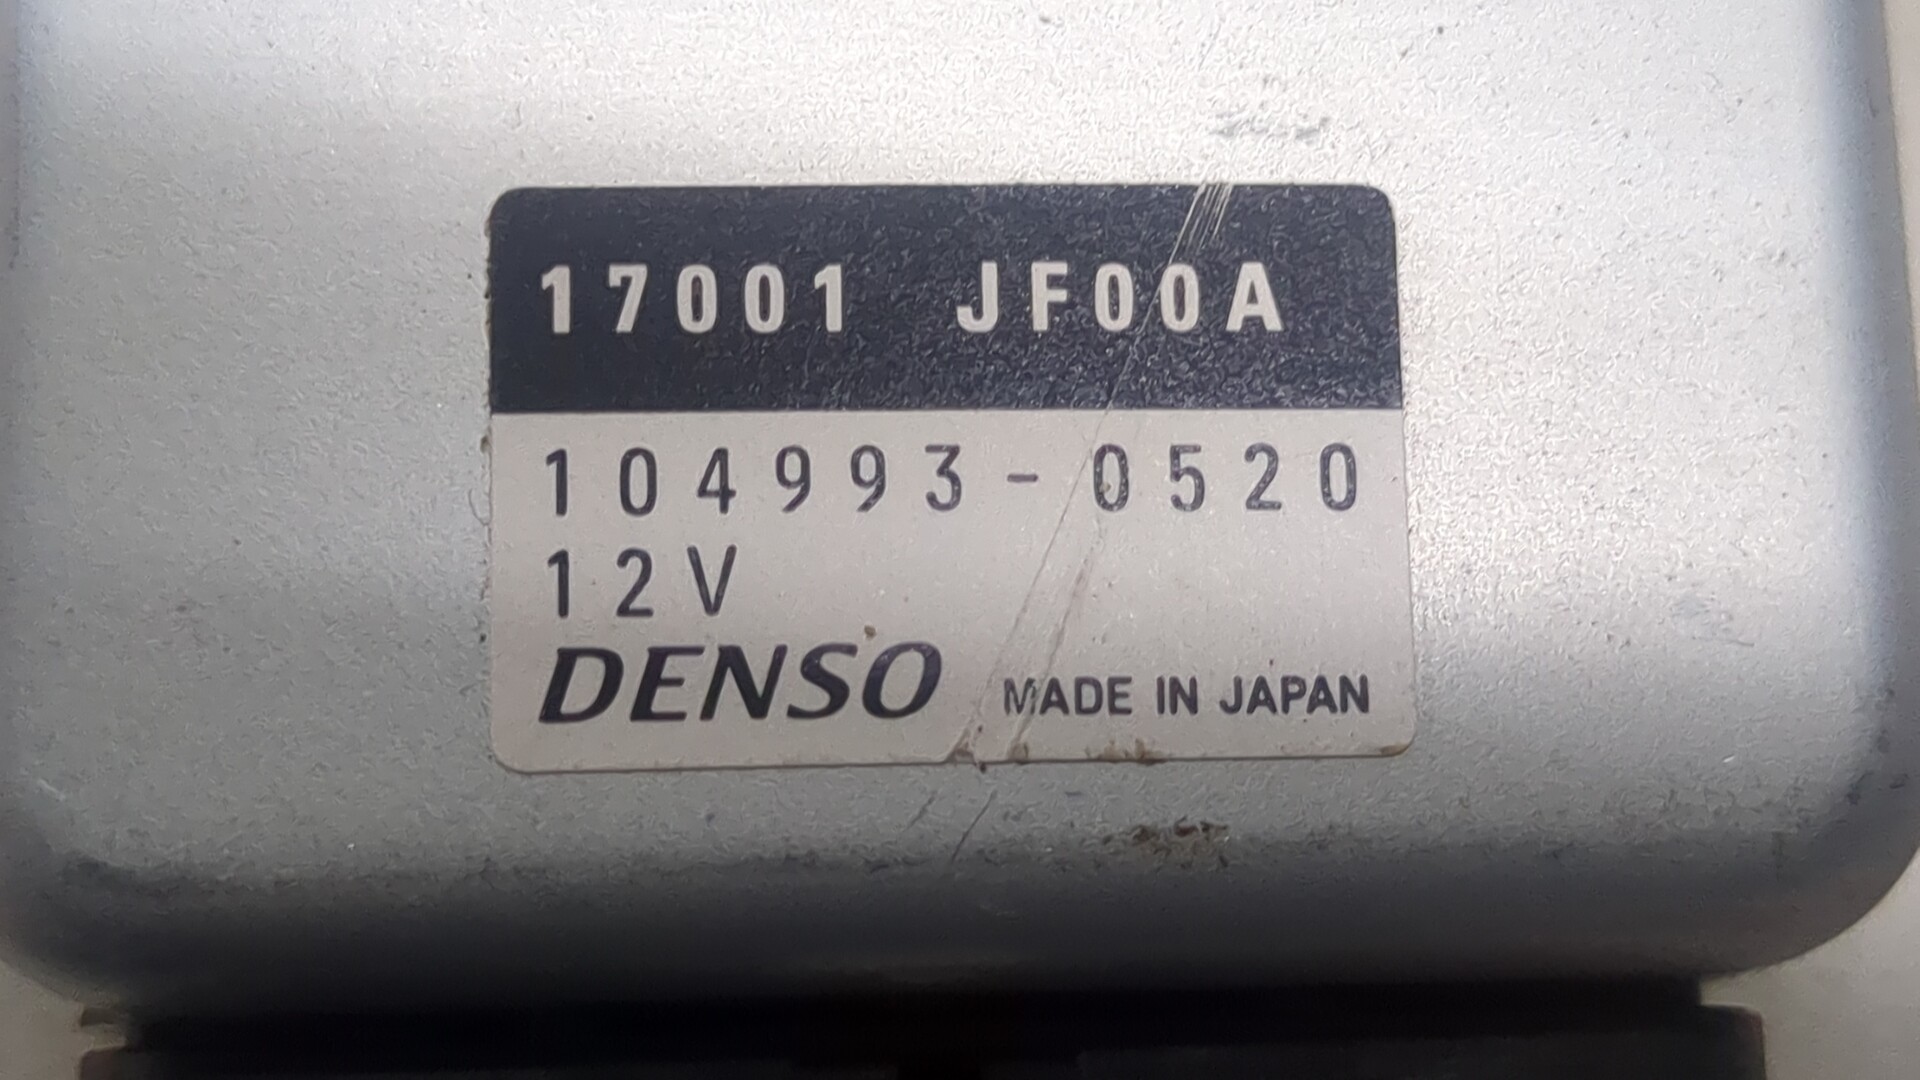 17001 JF00A
104993-0520
12V
DENSO MADE IN JAPAN